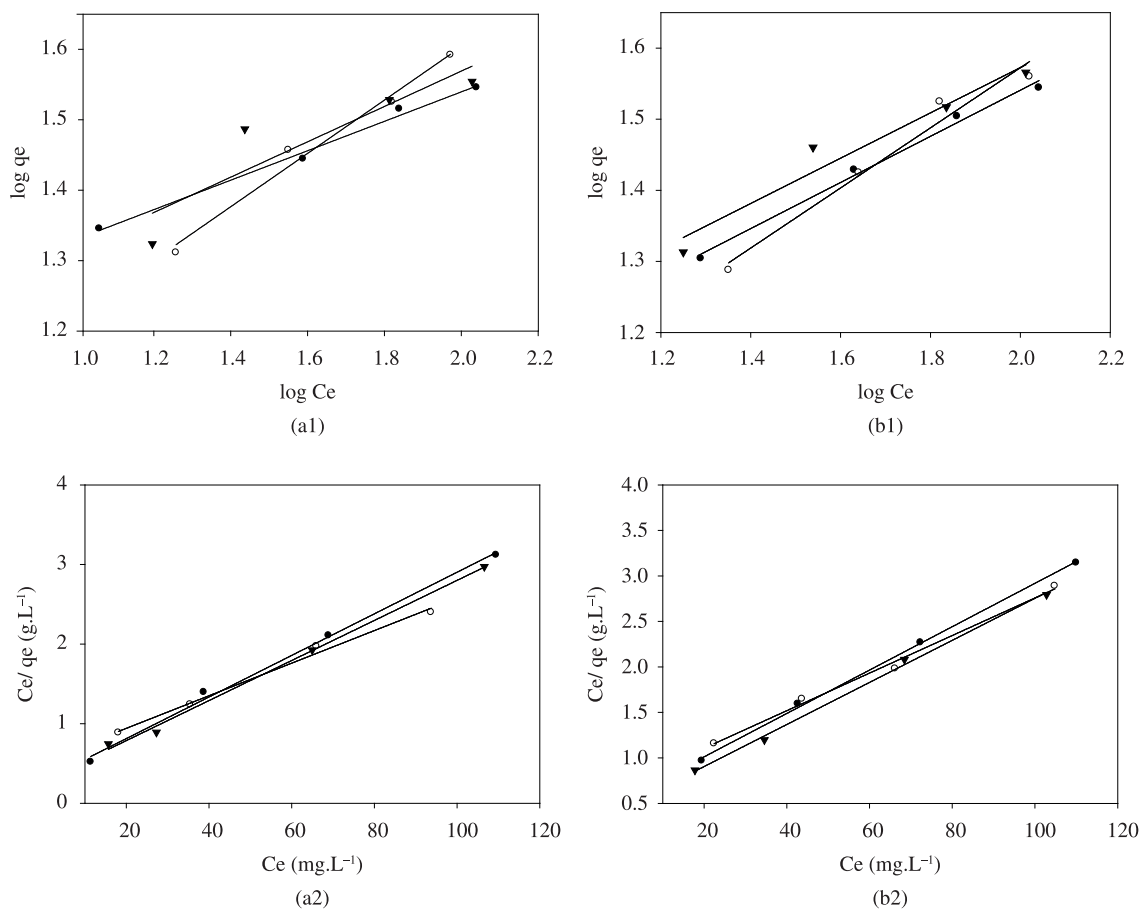 1.6
1.5
1.4
1.3
1.2
log qe
1.0 1.2 1.4 1.6 1.8 2.0 2.2
log Ce
(a1)
1.6
1.5
1.4
1.3
1.2
log qe
1.2 1.4 1.6 1.8 2.0 2.2
log Ce
(b1)
4
3
2
1
0
Ce/ qe (g.L⁻¹)
20 40 60 80 100 120
Ce (mg.L⁻¹)
(a2)
4.0
3.5
3.0
2.5
2.0
1.5
1.0
0.5
Ce/ qe (g.L⁻¹)
20 40 60 80 100 120
Ce (mg.L⁻¹)
(b2)